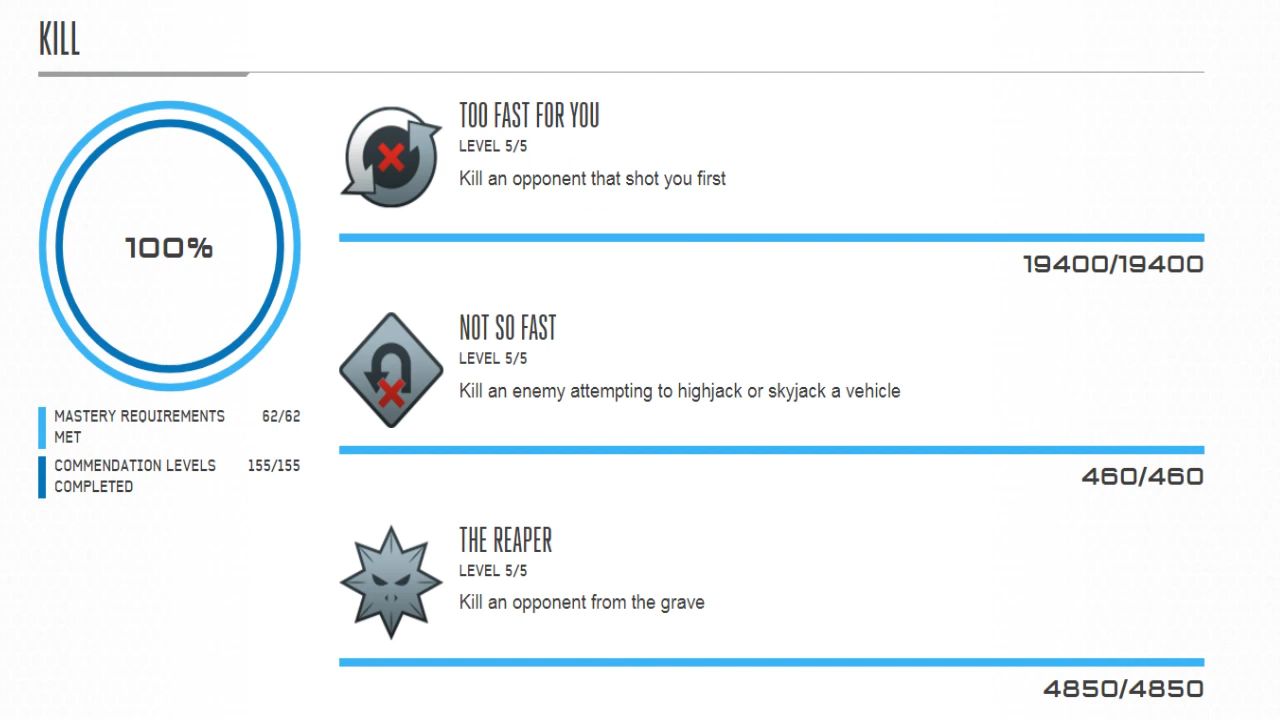 KILL
100%
MASTERY REQUIREMENTS MET 62/62
COMMENDATION LEVELS COMPLETED 155/155
TOO FAST FOR YOU
LEVEL 5/5
Kill an opponent that shot you first
19400/19400
NOT SO FAST
LEVEL 5/5
Kill an enemy attempting to highjack or skyjack a vehicle
460/460
THE REAPER
LEVEL 5/5
Kill an opponent from the grave
4850/4850